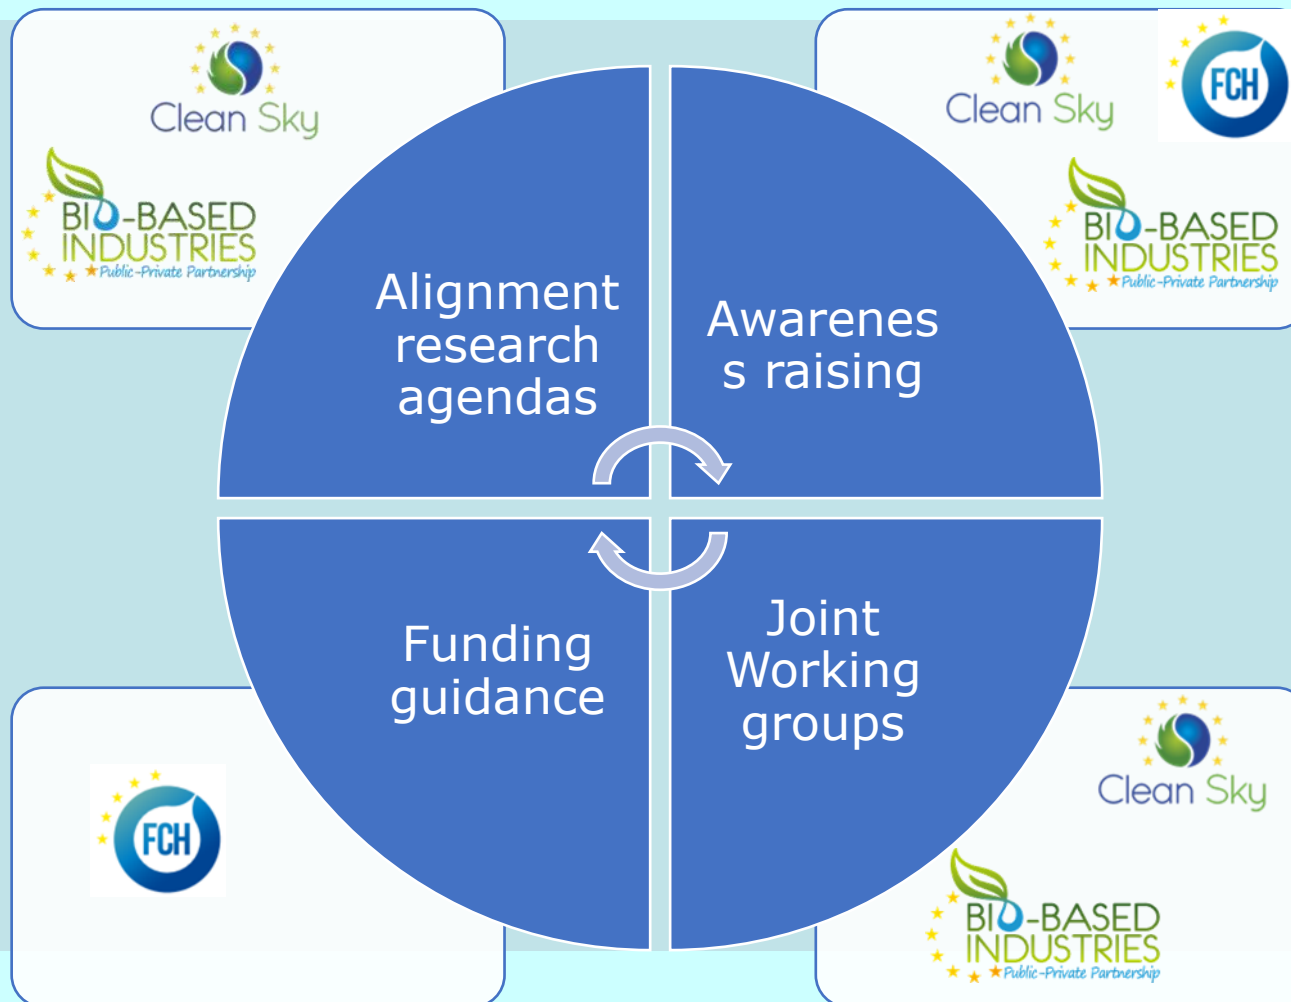 Clean Sky
BIO-BASED
INDUSTRIES
Public-Private Partnership
Clean Sky
FCH
BIO-BASED
INDUSTRIES
Public-Private Partnership
Alignment
research
agendas
Awarenes
s raising
Funding
guidance
Joint
Working
groups
FCH
Clean Sky
BIO-BASED
INDUSTRIES
Public-Private Partnership